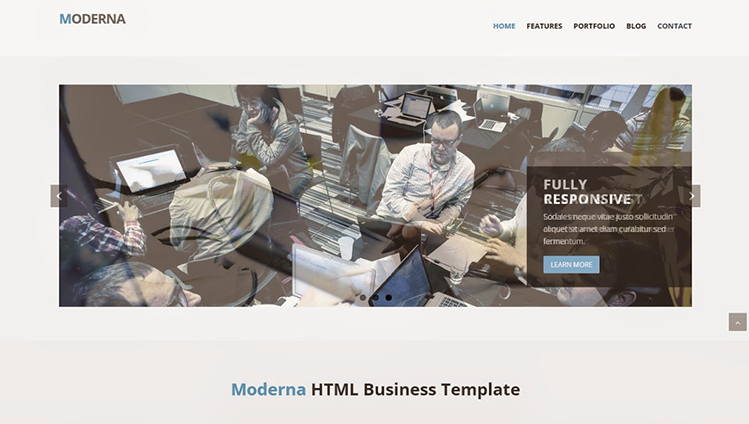 MODERNA
HOME FEATURES PORTFOLIO BLOG CONTACT
FULLY
RESPONSIVE
Sodales neque vitae justo sollicitudin
aliquet sit amet diam curabitur sed
fermentum.
LEARN MORE
Moderna HTML Business Template